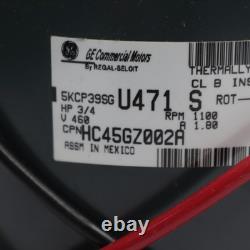 GE Commercial Motors
By REGAL-BELOIT
THERMALLY
CL B INS
5KCP39SG U471 S ROT
HP 3/4 RPM 1100
V 460 A 1.80
CPN HC45GZ002A
ASSM IN MEXICO